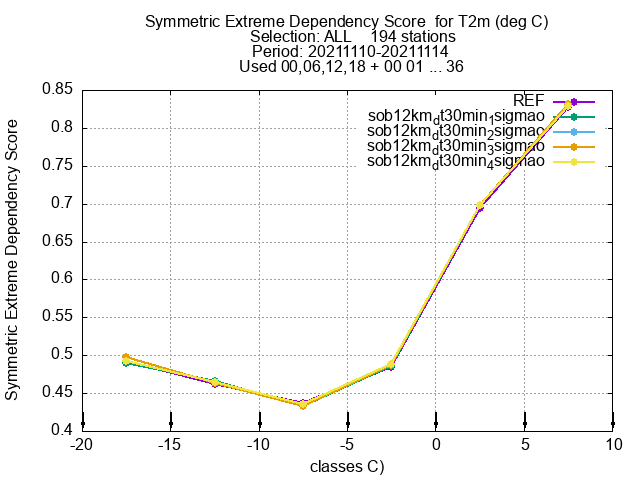 Symmetric Extreme Dependency Score for T2m (deg C)
Selection: ALL 194 stations
Period: 20211110-20211114
Used 00,06,12,18 + 00 01 ... 36
REF
sob12km_dt30min_1sigmao
sob12km_dt30min_2sigmao
sob12km_dt30min_3sigmao
sob12km_dt30min_4sigmao
Symmetric Extreme Dependency Score
0.85
0.8
0.75
0.7
0.65
0.6
0.55
0.5
0.45
0.4
-20 -15 -10 -5 0 5 10
classes C)